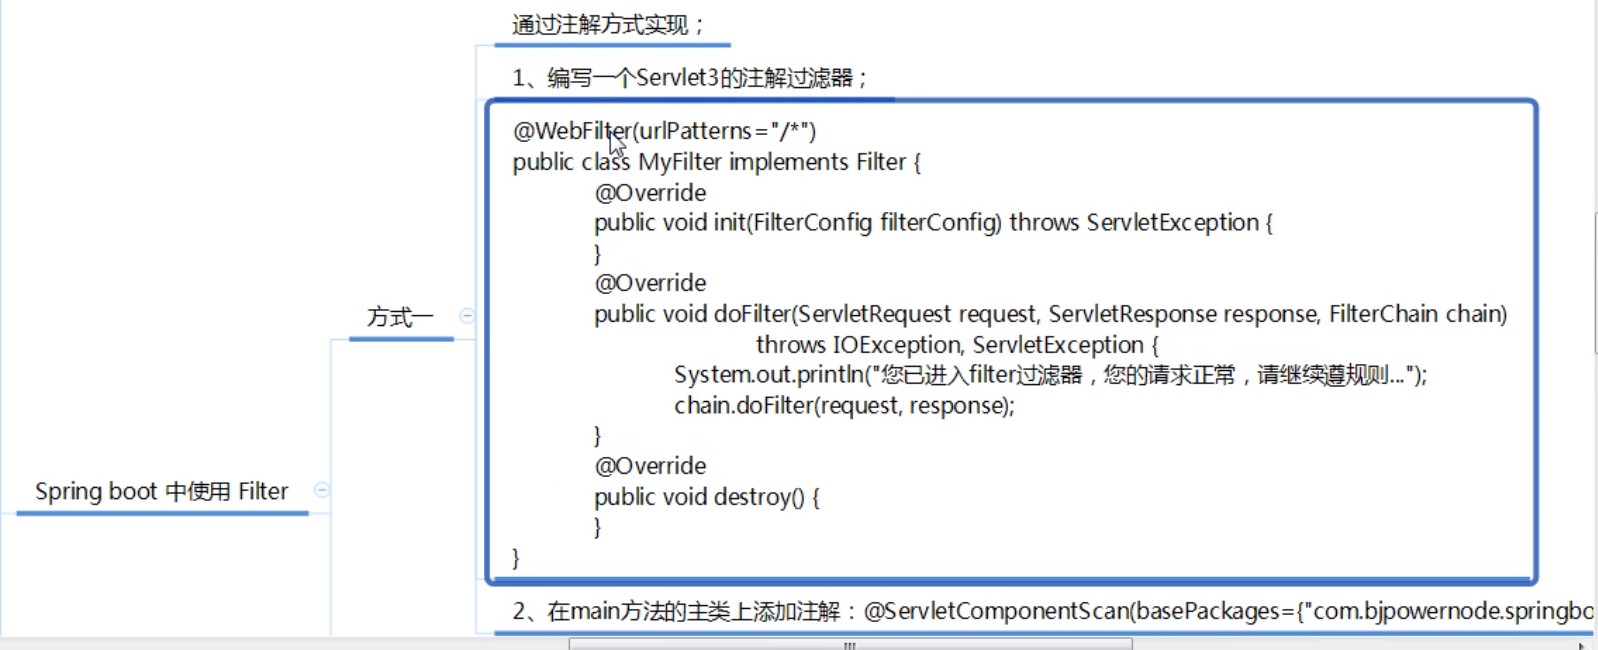 通过注解方式实现；
1、编写一个Servlet3的注解过滤器；
@WebFilter(urlPatterns="/*")
public class MyFilter implements Filter {
@Override
public void init(FilterConfig filterConfig) throws ServletException {
}
@Override
public void doFilter(ServletRequest request, ServletResponse response, FilterChain chain)
throws IOException, ServletException {
System.out.println("您已进入filter过滤器，您的请求正常，请继续遵规则...");
chain.doFilter(request, response);
}
@Override
public void destroy() {
}
}
2、在main方法的主类上添加注解：@ServletComponentScan(basePackages={"com.bjpowernode.springbo
方式一
Spring boot 中使用 Filter